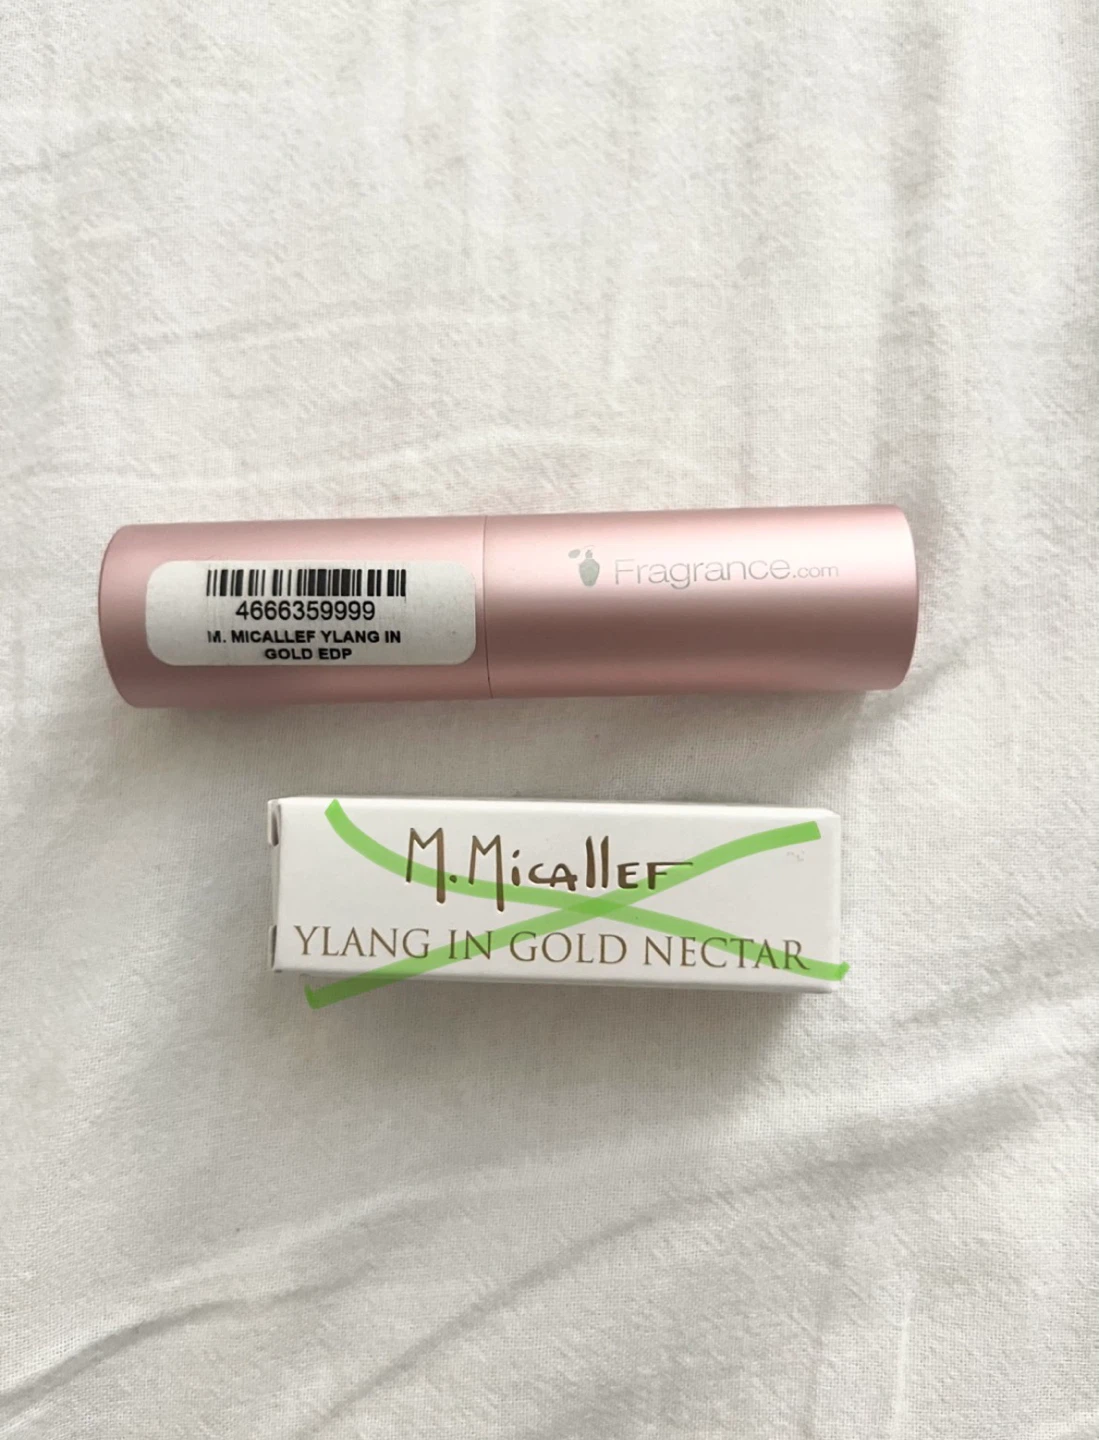 4666359999
M. MICALLEF YLANG IN
GOLD EDP
Fragrance.com
M.Micallef
YLANG IN GOLD NECTAR